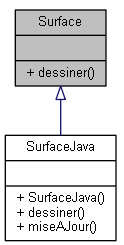 Surface
+ dessiner()
SurfaceJava
+ SurfaceJava()
+ dessiner()
+ miseAJour()